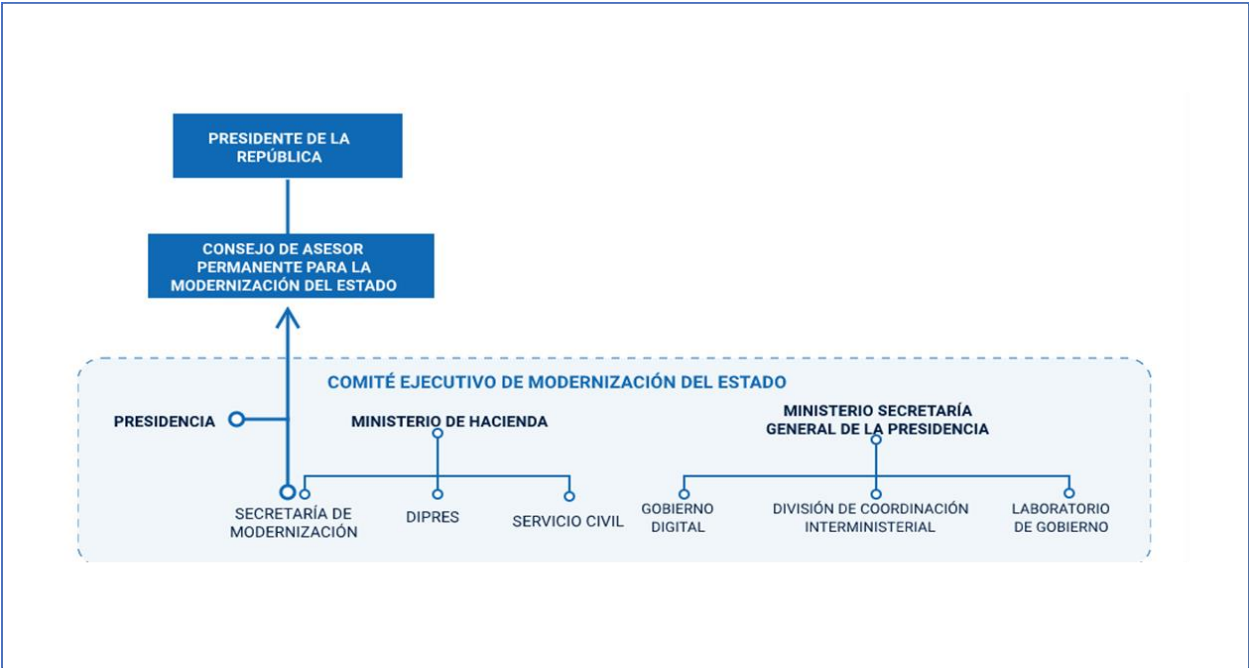 PRESIDENTE DE LA
REPÚBLICA
CONSEJO DE ASESOR
PERMANENTE PARA LA
MODERNIZACIÓN DEL ESTADO
COMITÉ EJECUTIVO DE MODERNIZACIÓN DEL ESTADO
PRESIDENCIA
MINISTERIO DE HACIENDA
MINISTERIO SECRETARÍA
GENERAL DE LA PRESIDENCIA
SECRETARÍA DE
MODERNIZACIÓN
DIPRES
SERVICIO CIVIL
GOBIERNO
DIGITAL
DIVISIÓN DE COORDINACIÓN
INTERMINISTERIAL
LABORATORIO
DE GOBIERNO